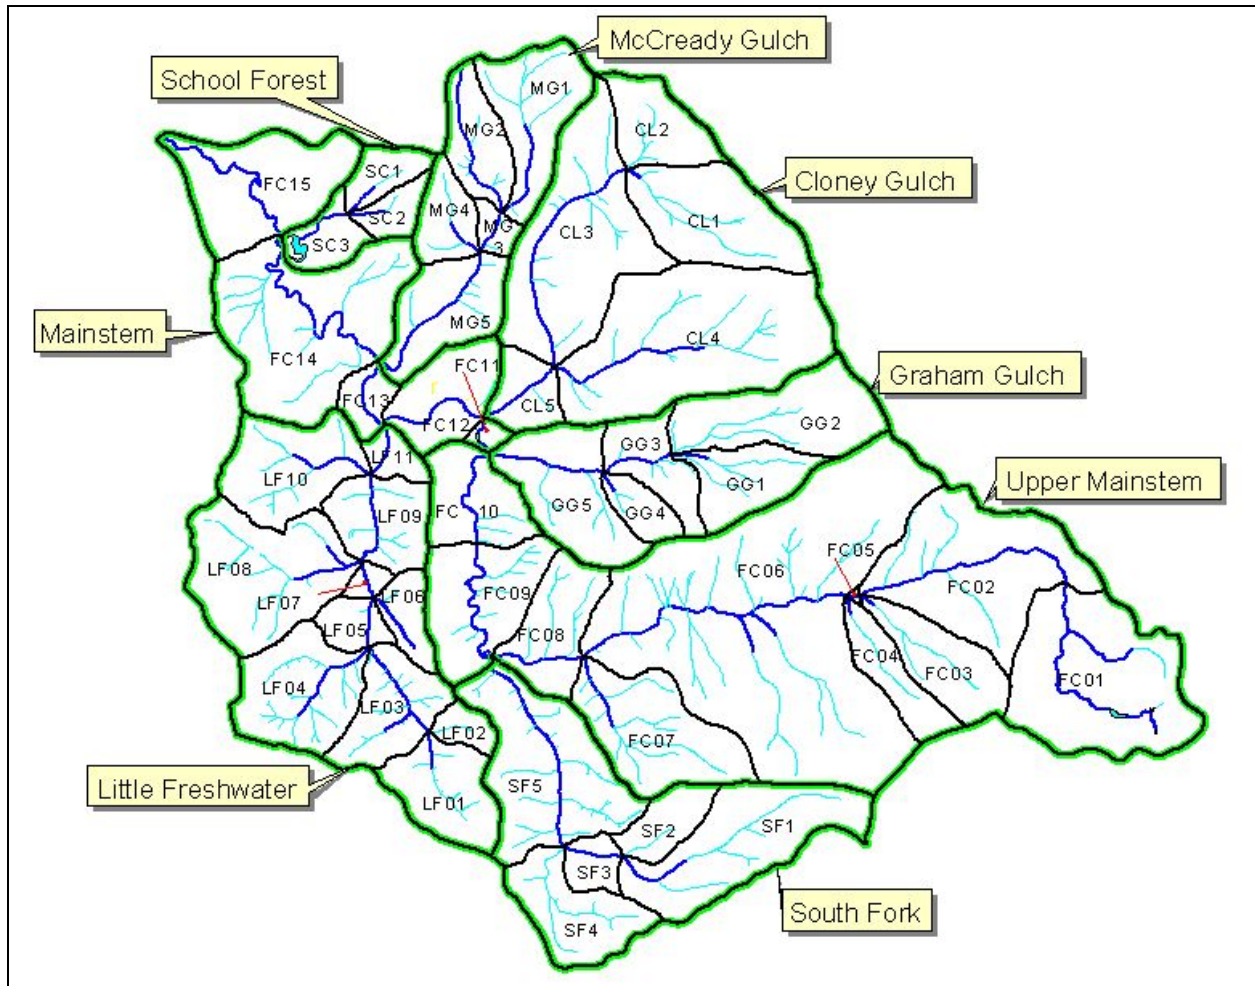 McCready Gulch
School Forest
MG1
MG2
CL2
SC1
FC15
Cloney Gulch
SC2
MG4
MG
3
CL1
CL3
SC3
MG5
Mainstem
CL4
FC14
FC11
Graham Gulch
r
FC13
CL5
FC12
GG3
GG2
LF11
LF10
GG1
Upper Mainstem
GG5
GG4
FC 10
LF09
FC05
LF08
FC06
FC02
FC09
LF07
LF06
LF05
FC08
FC04
FC03
LF04
FC01
LF03
LF02
FC07
Little Freshwater
SF5
LF01
SF2
SF1
SF3
South Fork
SF4